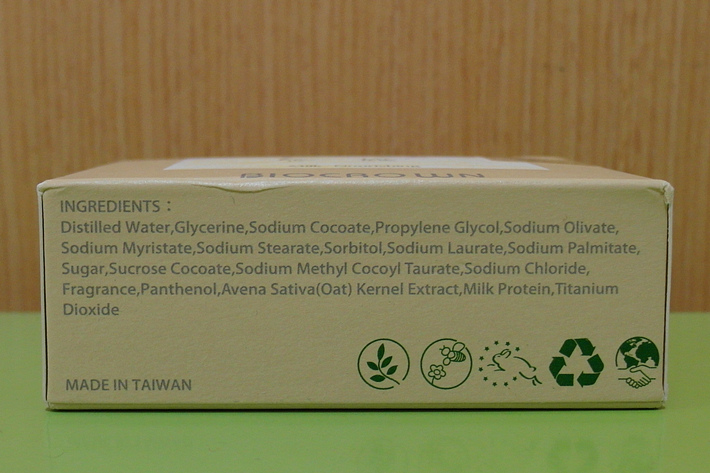 BIOCROWN
INGREDIENTS：
Distilled Water,Glycerine,Sodium Cocoate,Propylene Glycol,Sodium Olivate,
Sodium Myristate,Sodium Stearate,Sorbitol,Sodium Laurate,Sodium Palmitate,
Sugar,Sucrose Cocoate,Sodium Methyl Cocoyl Taurate,Sodium Chloride,
Fragrance,Panthenol,Avena Sativa(Oat) Kernel Extract,Milk Protein,Titanium
Dioxide
MADE IN TAIWAN